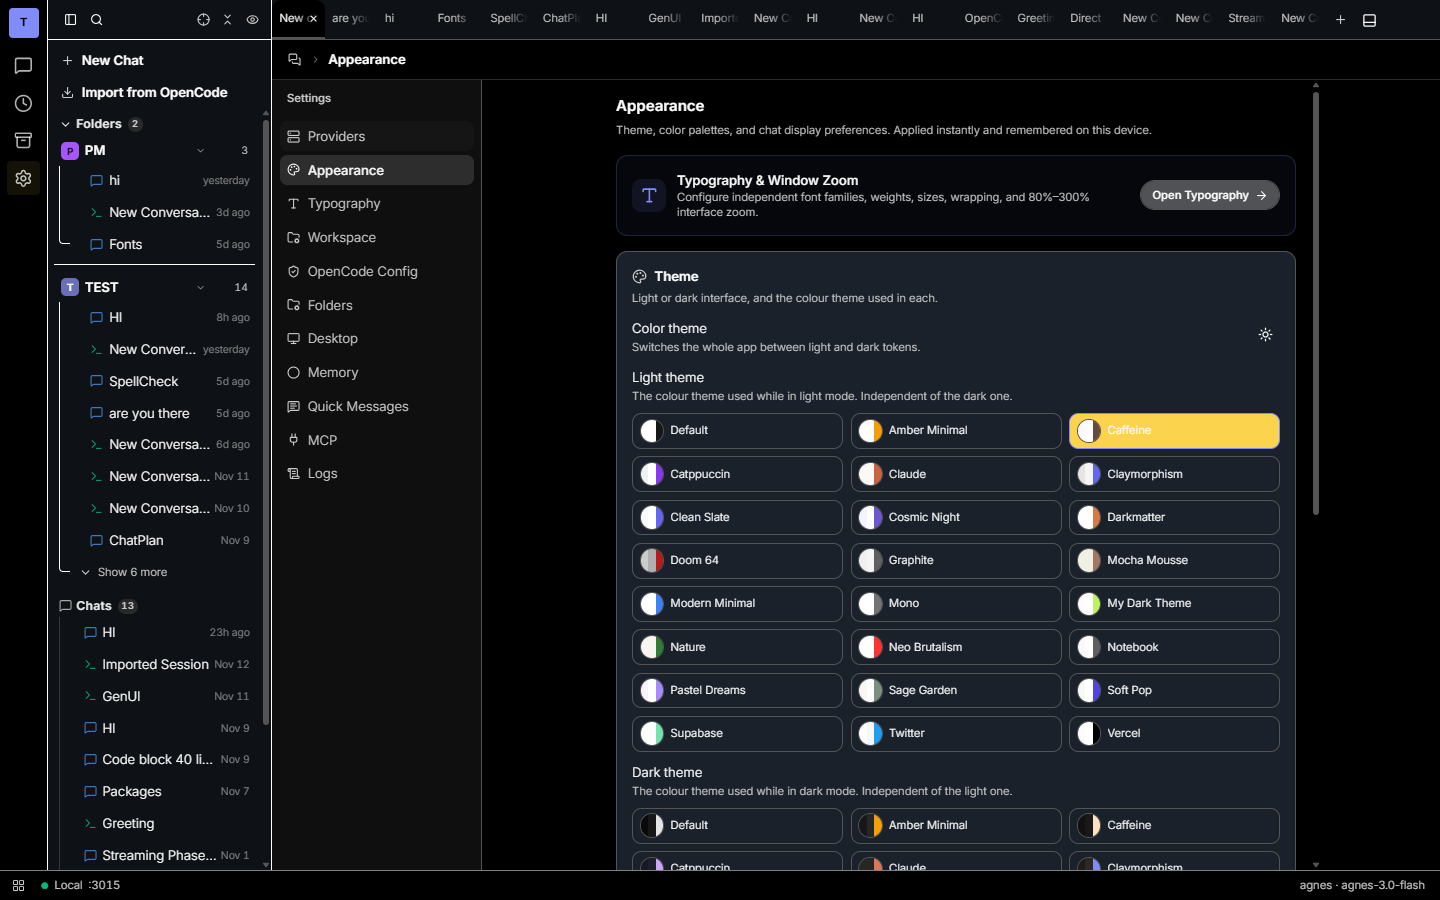 T
New Chat
Import from OpenCode
Folders 2
P PM 3
hi yesterday
New Conversa... 3d ago
Fonts 5d ago
T TEST 14
HI 8h ago
New Conver... yesterday
SpellCheck 5d ago
are you there 5d ago
New Conversa... 6d ago
New Conversa... Nov 11
New Conversa... Nov 10
ChatPlan Nov 9
Show 6 more
Chats 13
HI 23h ago
Imported Session Nov 12
GenUI Nov 11
HI Nov 9
Code block 40 li... Nov 9
Packages Nov 7
Greeting
Streaming Phase... Nov 1
New are you hi Fonts SpellC ChatPl HI GenUI Import New C HI New C HI OpenC Greetin Direct New C New C Stream New C
Appearance
Settings
Providers
Appearance
Typography
Workspace
OpenCode Config
Folders
Desktop
Memory
Quick Messages
MCP
Logs
Appearance
Theme, color palettes, and chat display preferences. Applied instantly and remembered on this device.
Typography & Window Zoom
Configure independent font families, weights, sizes, wrapping, and 80%–300%
interface zoom.
Open Typography
Theme
Light or dark interface, and the colour theme used in each.
Color theme
Switches the whole app between light and dark tokens.
Light theme
The colour theme used while in light mode. Independent of the dark one.
Default Amber Minimal Caffeine
Catppuccin Claude Claymorphism
Clean Slate Cosmic Night Darkmatter
Doom 64 Graphite Mocha Mousse
Modern Minimal Mono My Dark Theme
Nature Neo Brutalism Notebook
Pastel Dreams Sage Garden Soft Pop
Supabase Twitter Vercel
Dark theme
The colour theme used while in dark mode. Independent of the light one.
Default Amber Minimal Caffeine
Catppuccin Claude Claymorphism
Local :3015
agnes · agnes-3.0-flash